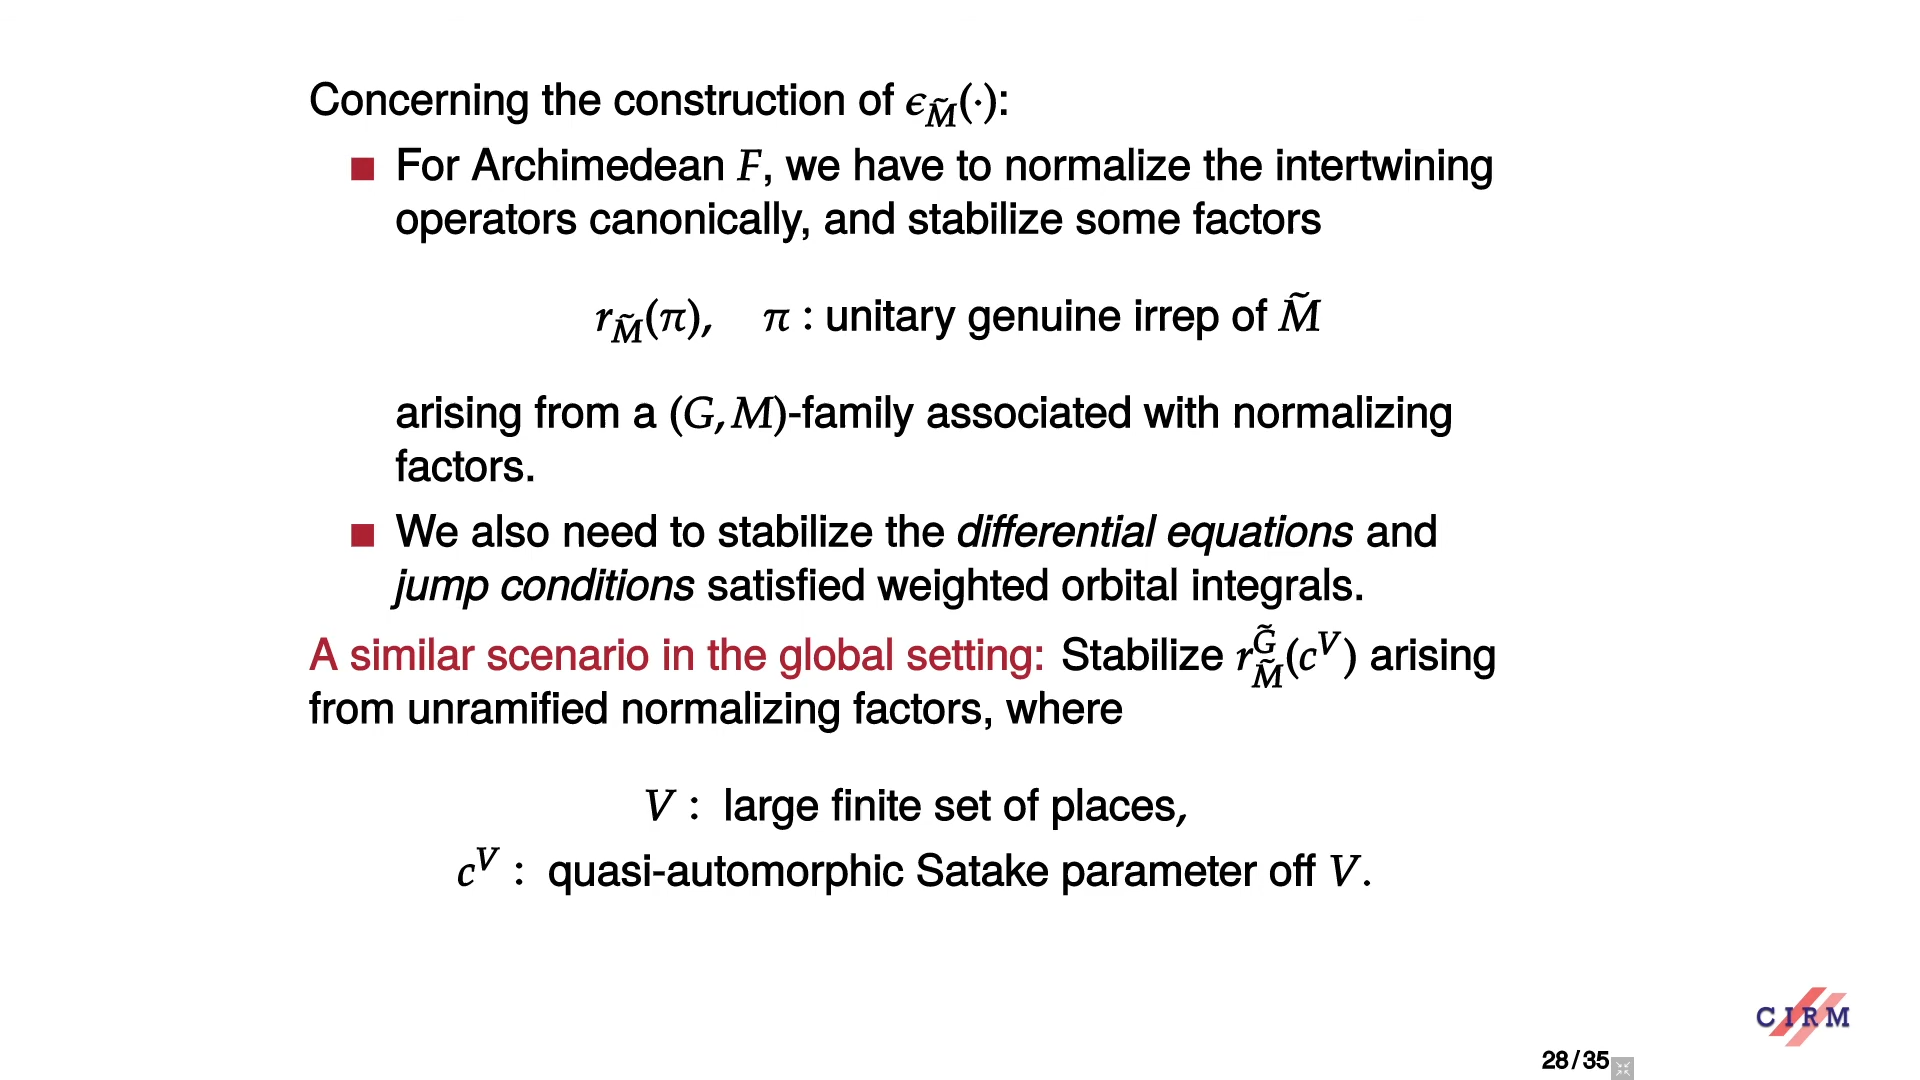 Concerning the construction of ϵ_M̃(·):
■ For Archimedean F, we have to normalize the intertwining
operators canonically, and stabilize some factors
r_M̃(π), π : unitary genuine irrep of M̃
arising from a (G, M)-family associated with normalizing
factors.
■ We also need to stabilize the differential equations and
jump conditions satisfied weighted orbital integrals.
A similar scenario in the global setting: Stabilize r_M̃^G̃(c^V) arising
from unramified normalizing factors, where
V : large finite set of places,
c^V : quasi-automorphic Satake parameter off V.
CIRM
28/35